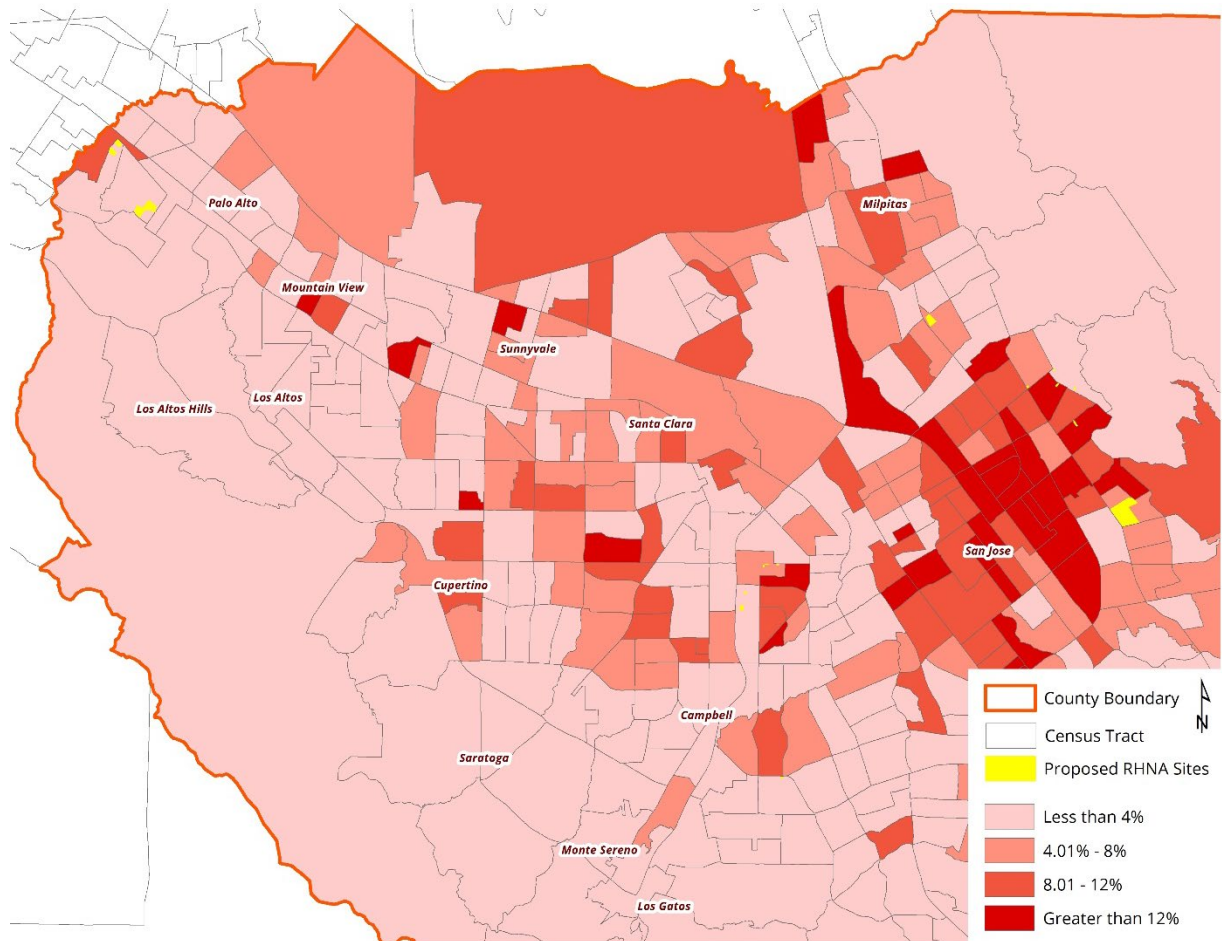 Palo Alto
Milpitas
Mountain View
Sunnyvale
Los Altos Hills
Los Altos
Santa Clara
San Jose
Cupertino
Campbell
Saratoga
Monte Sereno
Los Gatos
County Boundary
N
Census Tract
Proposed RHNA Sites
Less than 4%
4.01% - 8%
8.01 - 12%
Greater than 12%